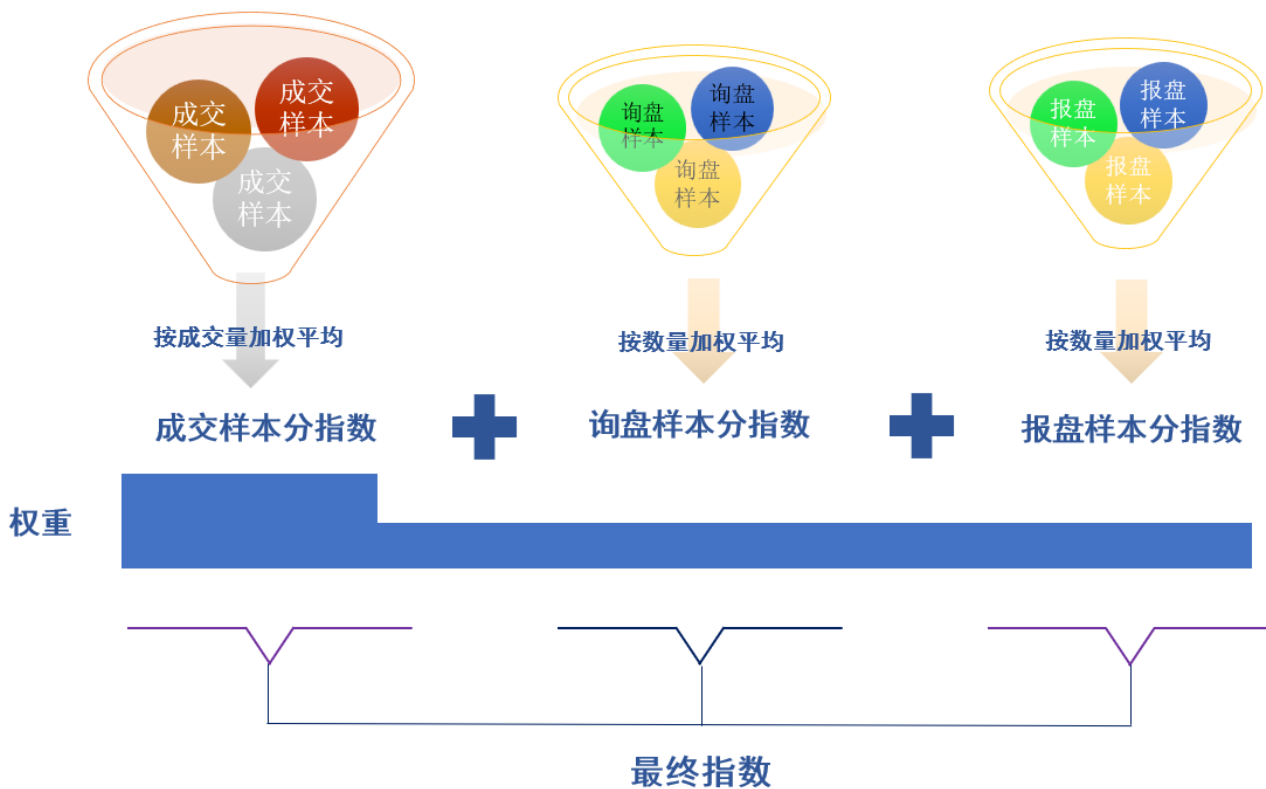 成交
样本
成交
样本
成交
样本
询盘
样本
询盘
样本
询盘
样本
报盘
样本
报盘
样本
报盘
样本
按成交量加权平均
按数量加权平均
按数量加权平均
成交样本分指数
询盘样本分指数
报盘样本分指数
权重
最终指数